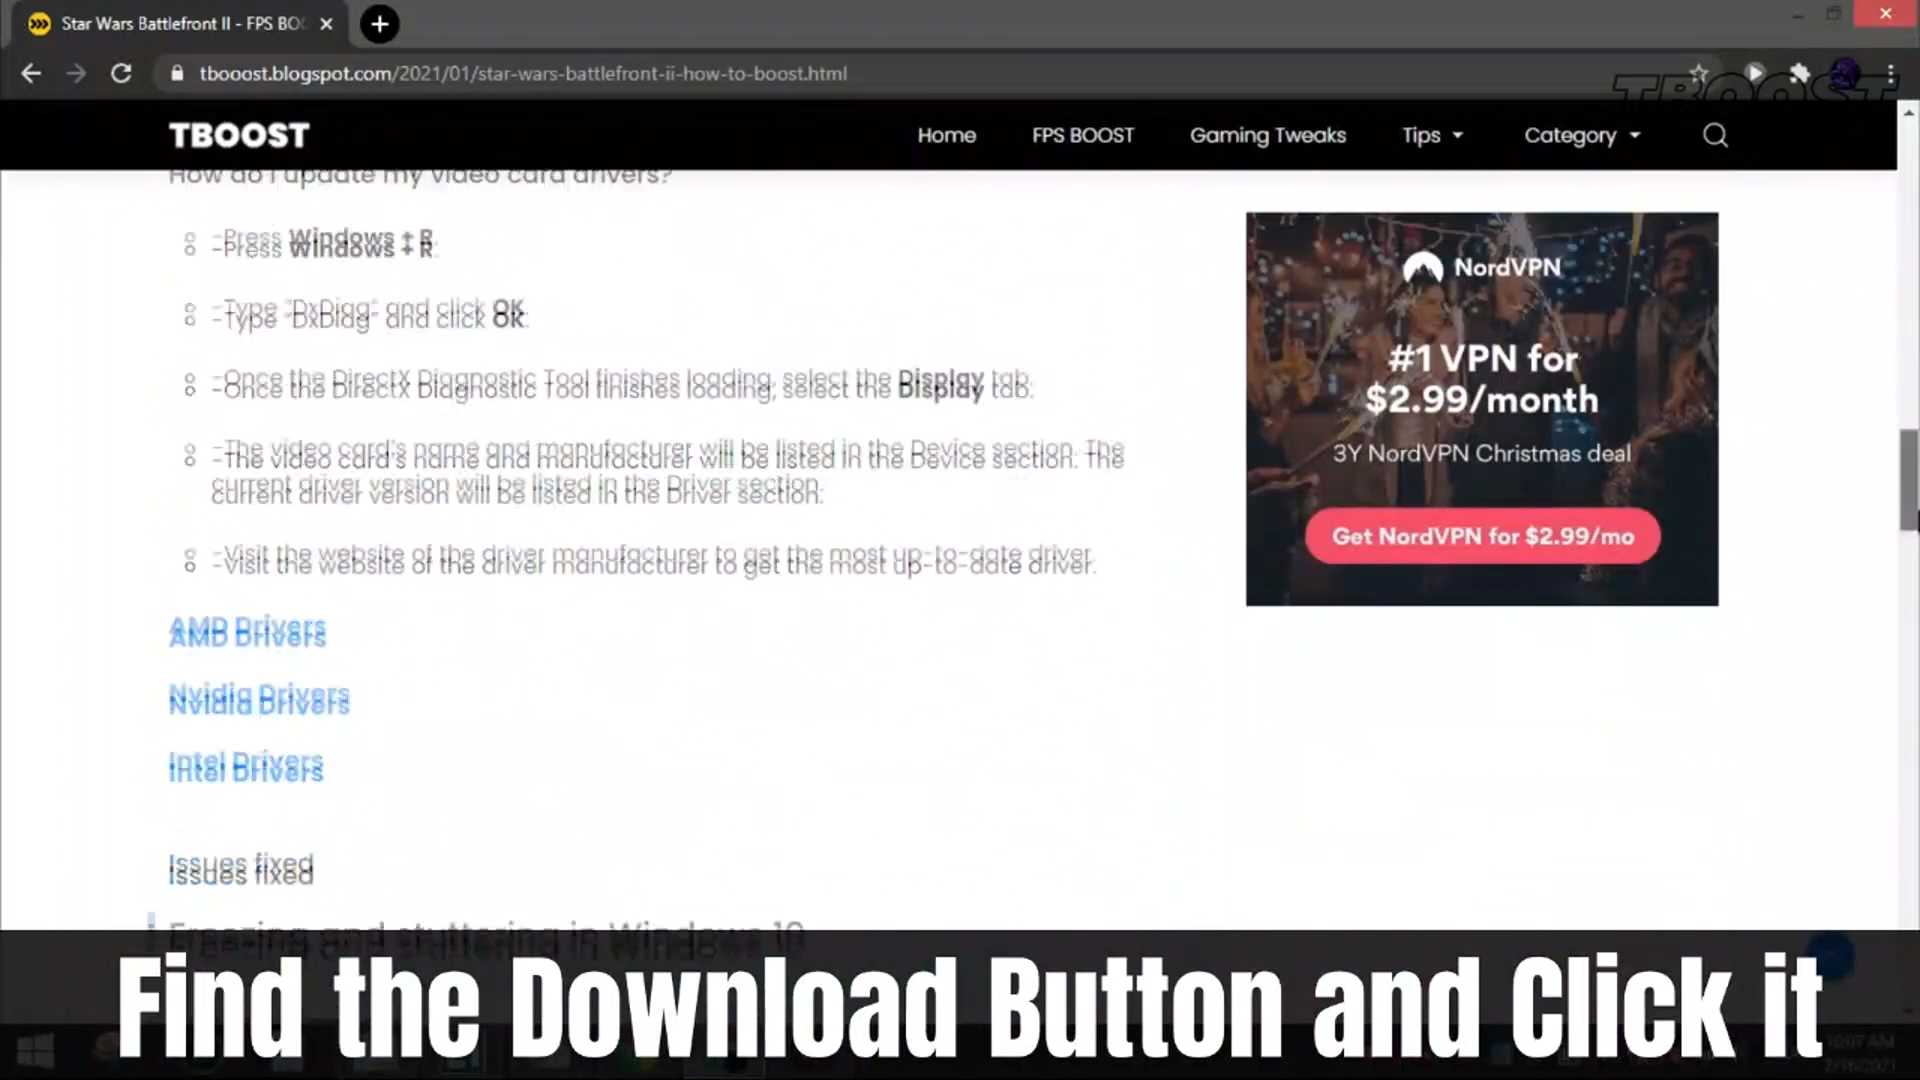 Star Wars Battlefront II - FPS BOO
tbooost.blogspot.com/2021/01/star-wars-battlefront-ii-how-to-boost.html
TBOOST
TBOOST
Home
FPS BOOST
Gaming Tweaks
Tips
Category
How do I update my video card drivers?
-Press Windows + R.
-Type "DxDiag" and click OK.
-Once the DirectX Diagnostic Tool finishes loading, select the Display tab.
-The video card's name and manufacturer will be listed in the Device section. The
current driver version will be listed in the Driver section.
-Visit the website of the driver manufacturer to get the most up-to-date driver.
NordVPN
#1 VPN for
$2.99/month
3Y NordVPN Christmas deal
Get NordVPN for $2.99/mo
AMD Drivers
Nvidia Drivers
Intel Drivers
Issues fixed
Freezing and stuttering in Windows 10
Find the Download Button and Click it
10:07 AM